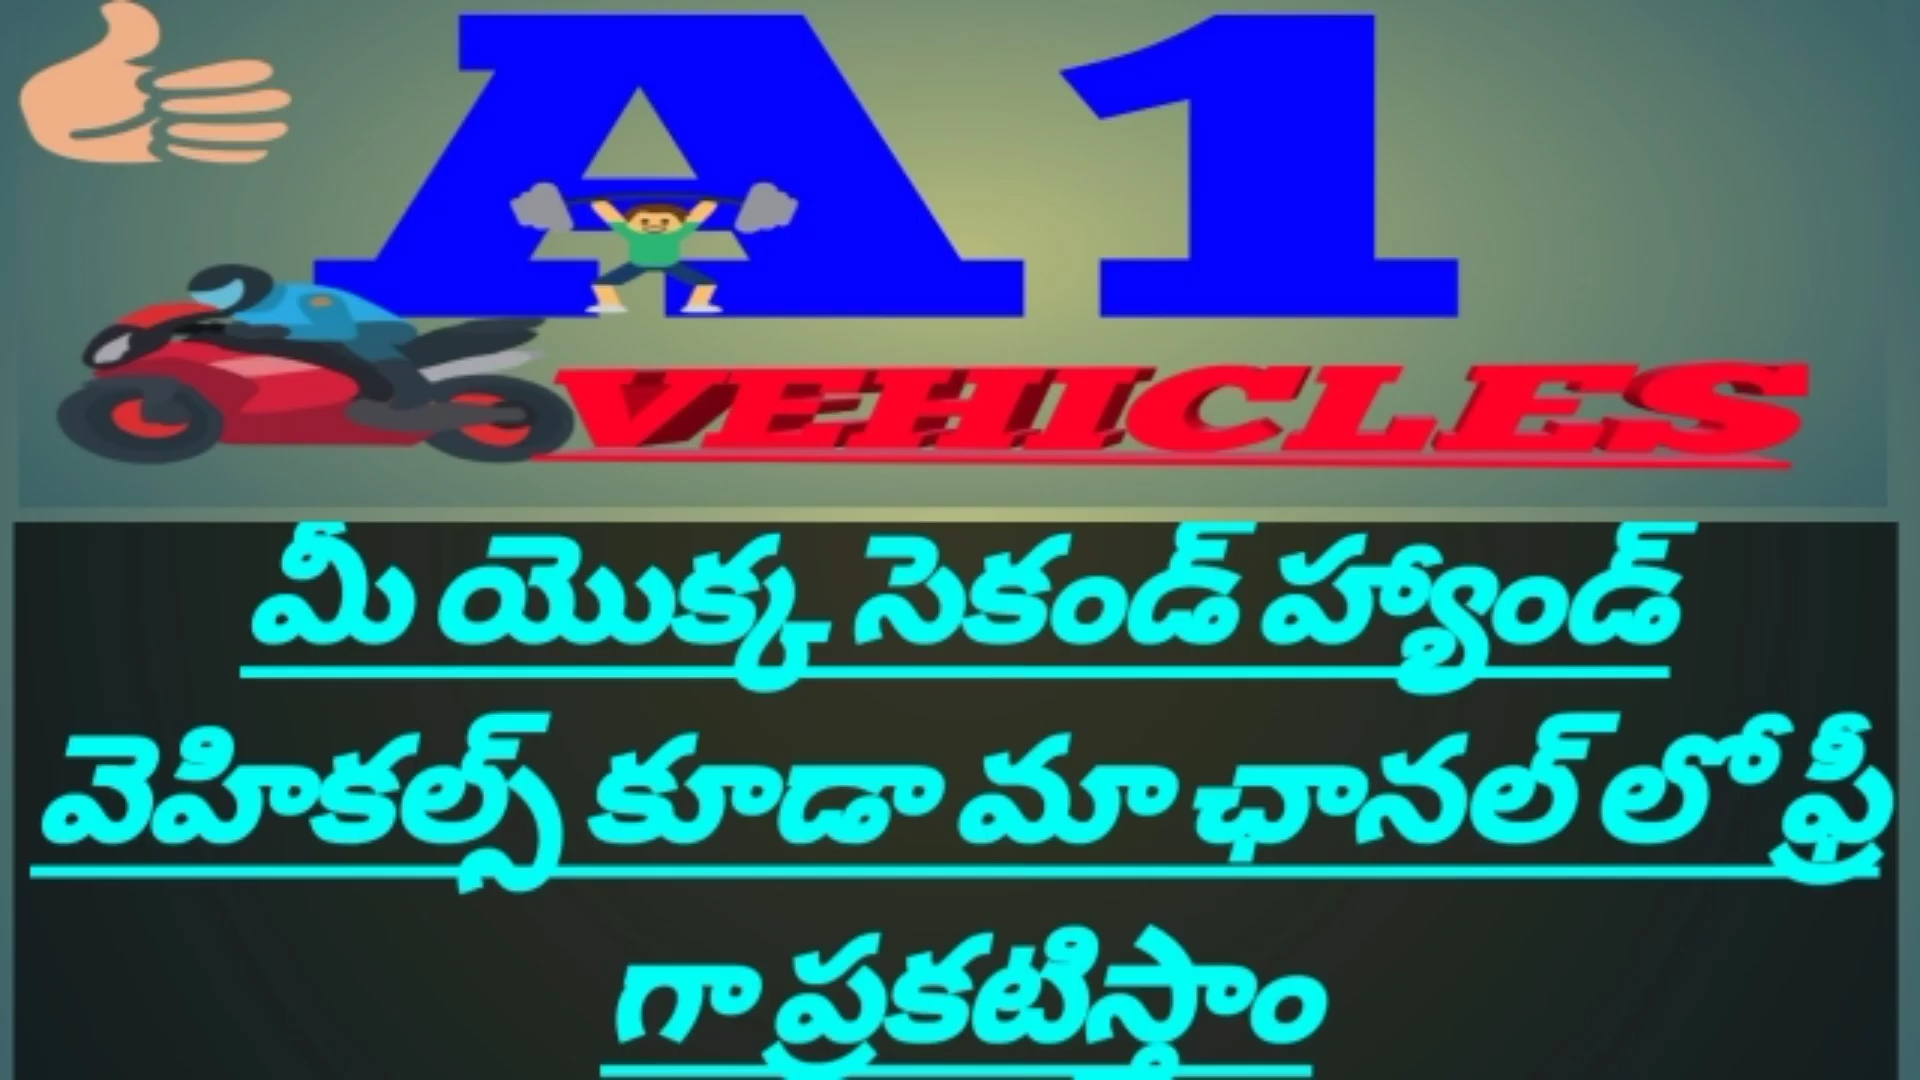 A1
VEHICLES
మీ యొక్క సెకండ్ హ్యాండ్
వెహికల్స్ కూడా మా ఛానల్ లో ఫ్రీ
గా ప్రకటిస్తాం